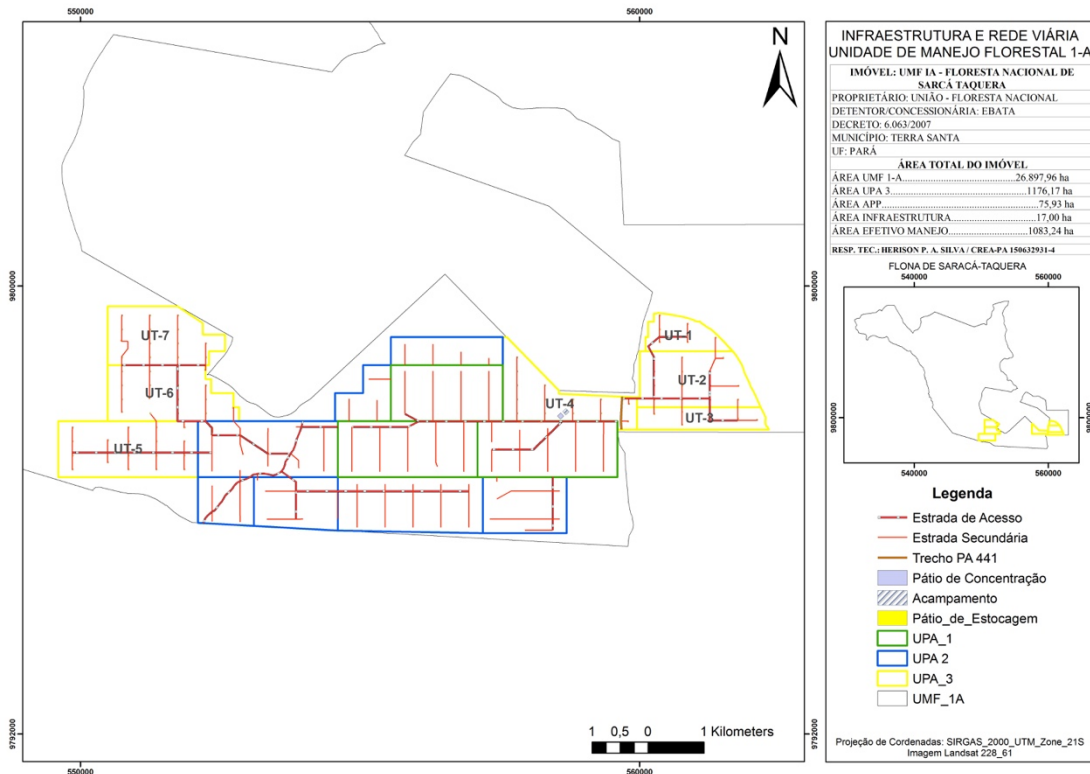 550000
560000
9800000
9800000
N
UT-7
UT-1
UT-6
UT-2
UT-4
UT-3
UT-5
9792000
9792000
1 0,5 0 1 Kilometers
550000
560000
INFRAESTRUTURA E REDE VIÁRIA
UNIDADE DE MANEJO FLORESTAL 1-A
IMÓVEL: UMF IA - FLORESTA NACIONAL DE
SARCÁ TAQUERA
PROPRIETÁRIO: UNIÃO - FLORESTA NACIONAL
DETENTOR/CONCESSIONÁRIA: EBATA
DECRETO: 6.063/2007
MUNICÍPIO: TERRA SANTA
UF: PARÁ
ÁREA TOTAL DO IMÓVEL
ÁREA UMF 1-A..........................................26.897,96 ha
ÁREA UPA 3..................................................1176,17 ha
ÁREA APP.......................................................75,93 ha
ÁREA INFRAESTRUTURA..........................17,00 ha
ÁREA EFETIVO MANEJO............................1083,24 ha
RESP. TEC.: HERISON P. A. SILVA / CREA-PA 150632931-4
FLONA DE SARACÁ-TAQUERA
540000
560000
9800000
540000
560000
Legenda
Estrada de Acesso
Estrada Secundária
Trecho PA 441
Pátio de Concentração
Acampamento
Pátio_de_Estocagem
UPA_1
UPA 2
UPA_3
UMF_1A
Projeção de Cordenadas: SIRGAS_2000_UTM_Zone_21S
Imagem Landsat 228_61